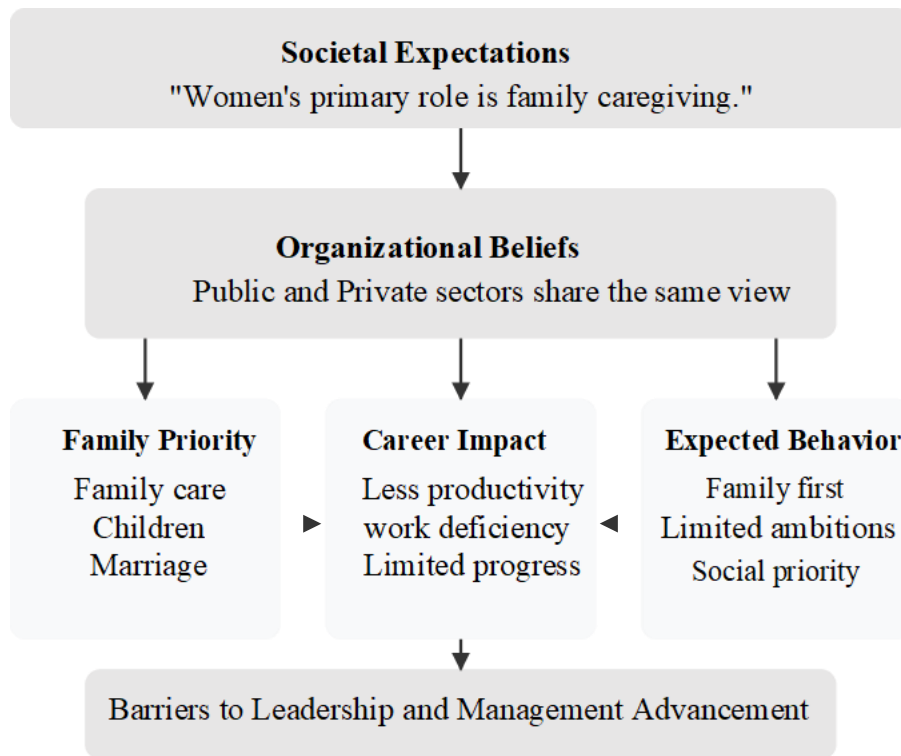 Societal Expectations
"Women's primary role is family caregiving."
Organizational Beliefs
Public and Private sectors share the same view
Family Priority
Family care
Children
Marriage
Career Impact
Less productivity
work deficiency
Limited progress
Expected Behavior
Family first
Limited ambitions
Social priority
Barriers to Leadership and Management Advancement